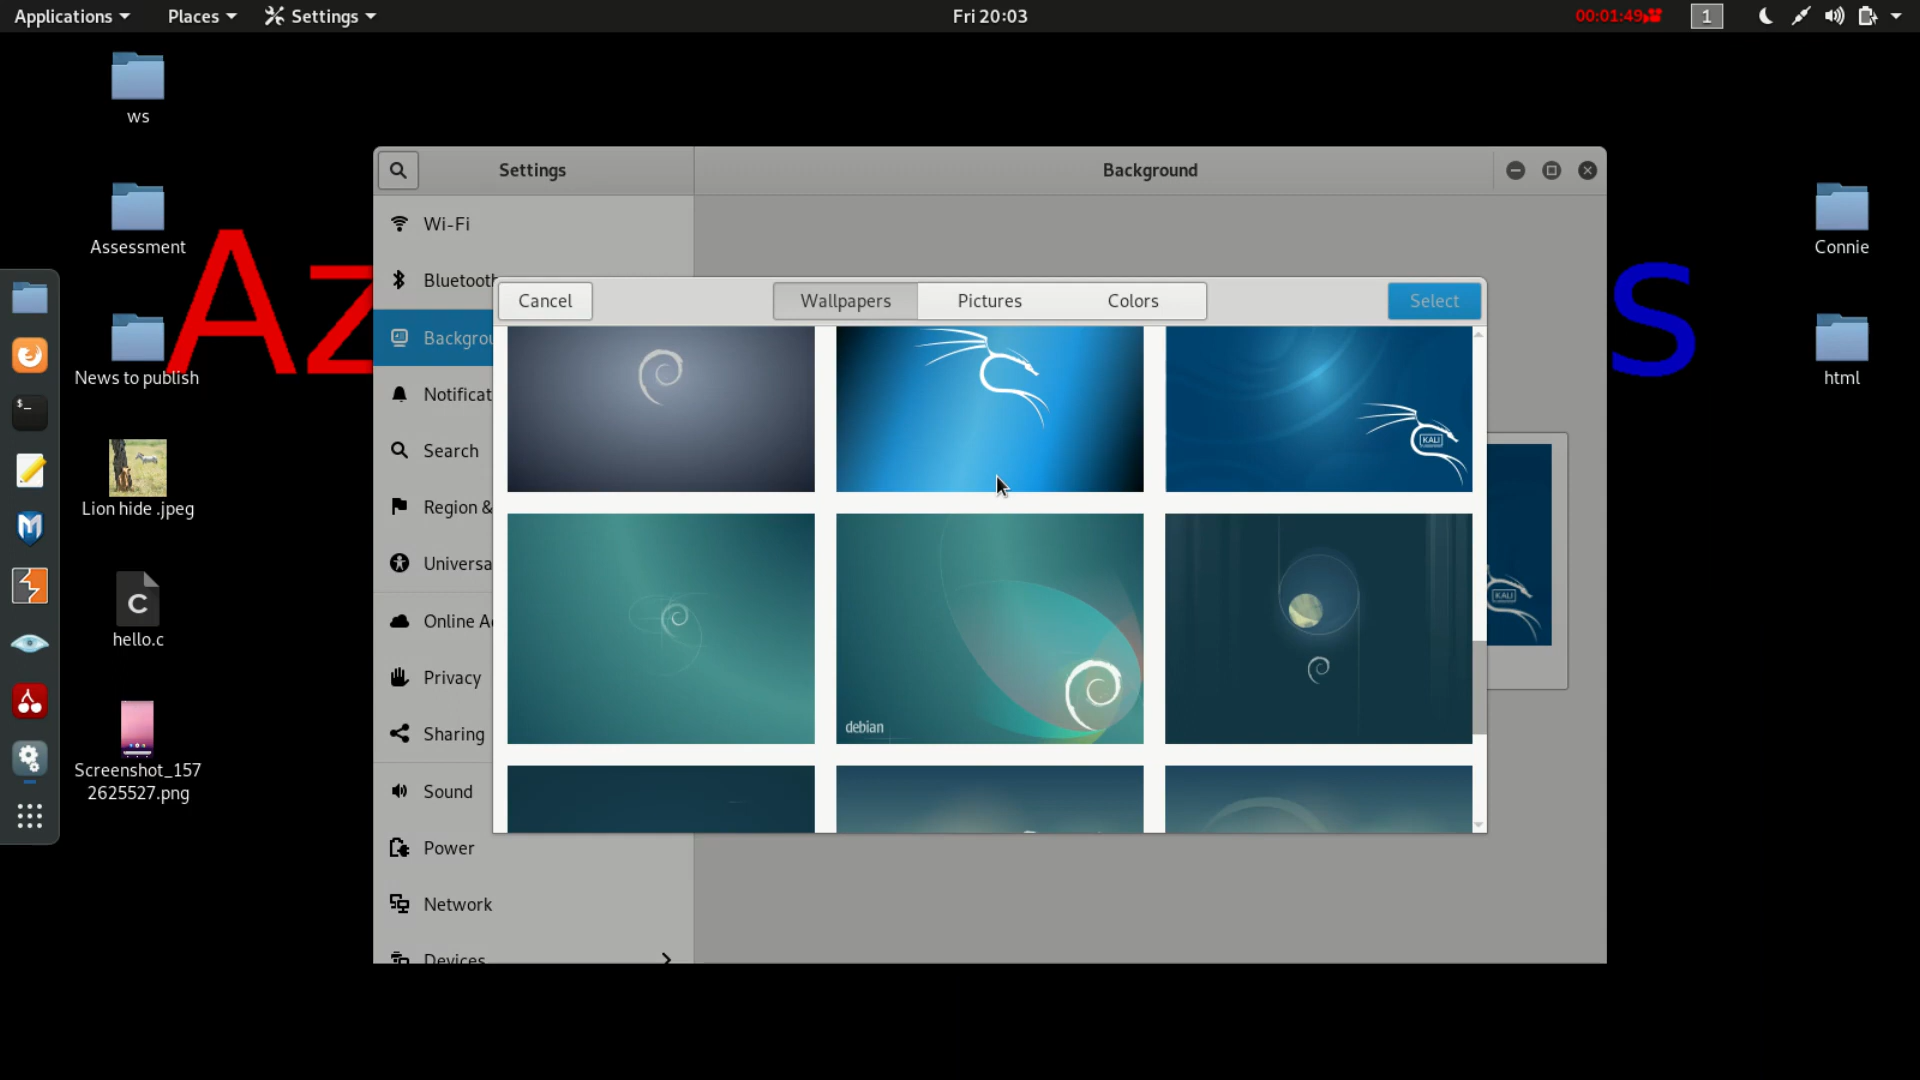 Applications Places Settings Fri 20:03 00:01:49 1
ws
Assessment
News to publish
Lion hide .jpeg
hello.c
Screenshot_157
2625527.png
Connie
html
Az
s
$_
M
C
Settings Background
Wi-Fi
Bluetooth
Backgrou
Notificat
Search
Region &
Universa
Online A
Privacy
Sharing
Sound
Power
Network
Devices
Cancel Wallpapers Pictures Colors Select
KALI
debian
KALI